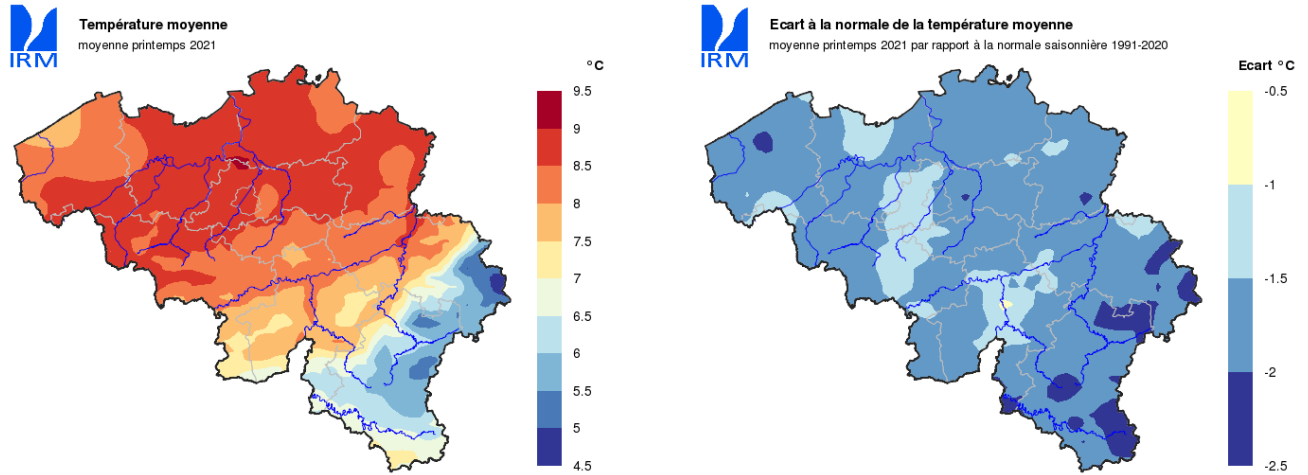 IRM
Température moyenne
moyenne printemps 2021
°C
9.5
9
8.5
8
7.5
7
6.5
6
5.5
5
4.5
IRM
Ecart à la normale de la température moyenne
moyenne printemps 2021 par rapport à la normale saisonnière 1991-2020
Ecart °C
-0.5
-1
-1.5
-2
-2.5